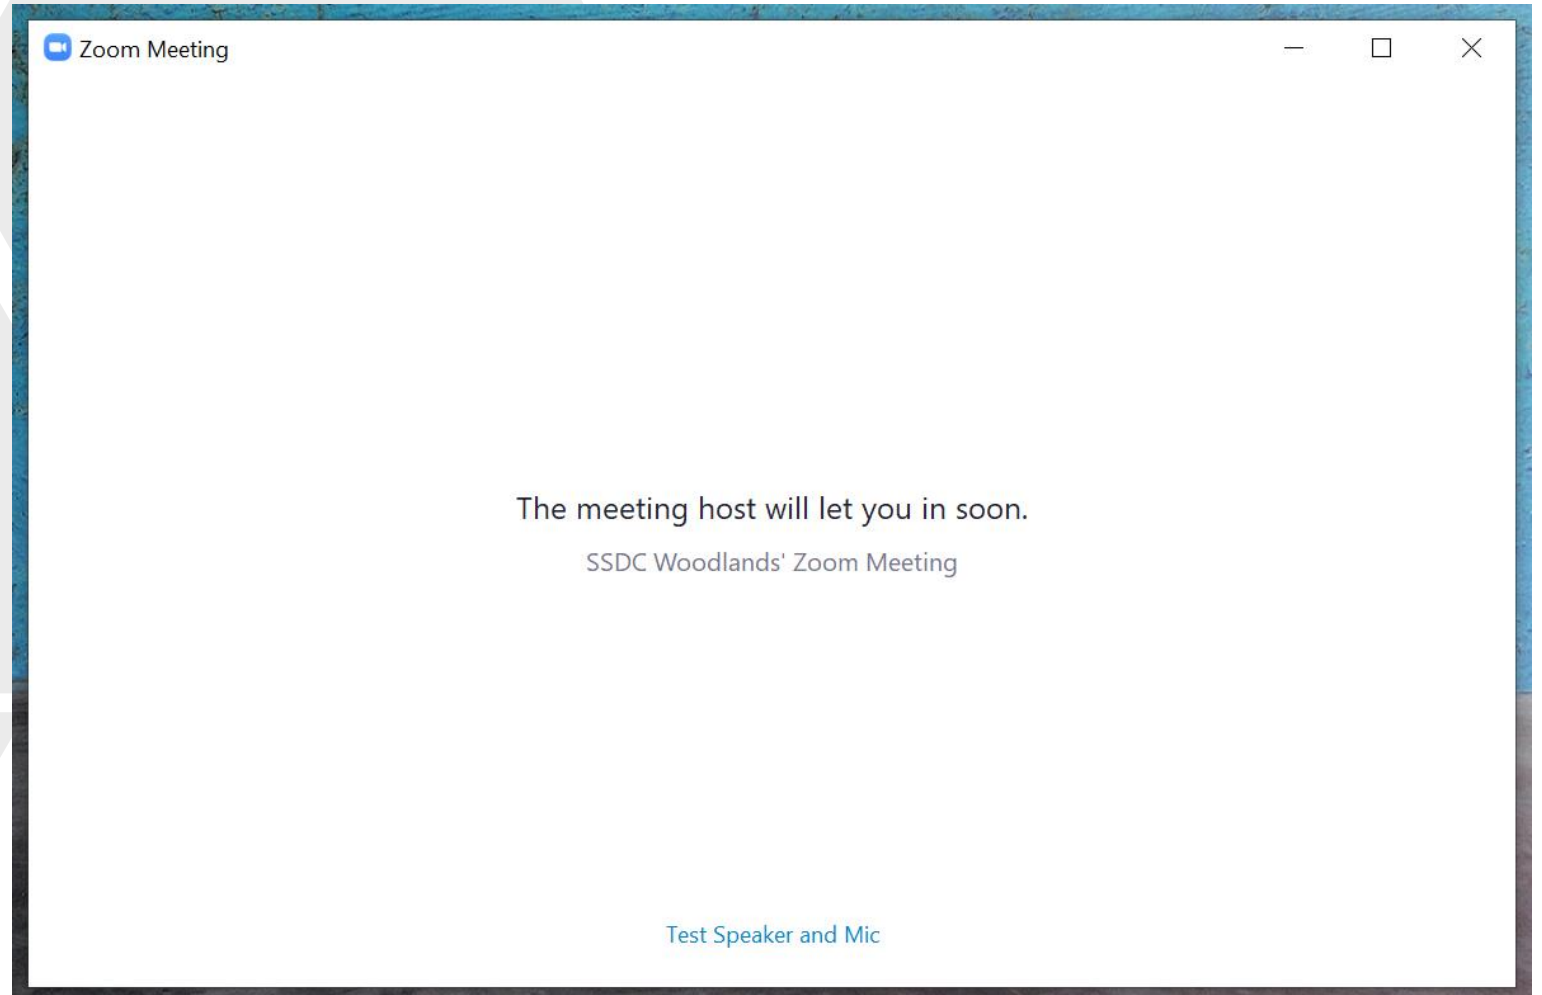 Zoom Meeting
The meeting host will let you in soon.
SSDC Woodlands' Zoom Meeting
Test Speaker and Mic